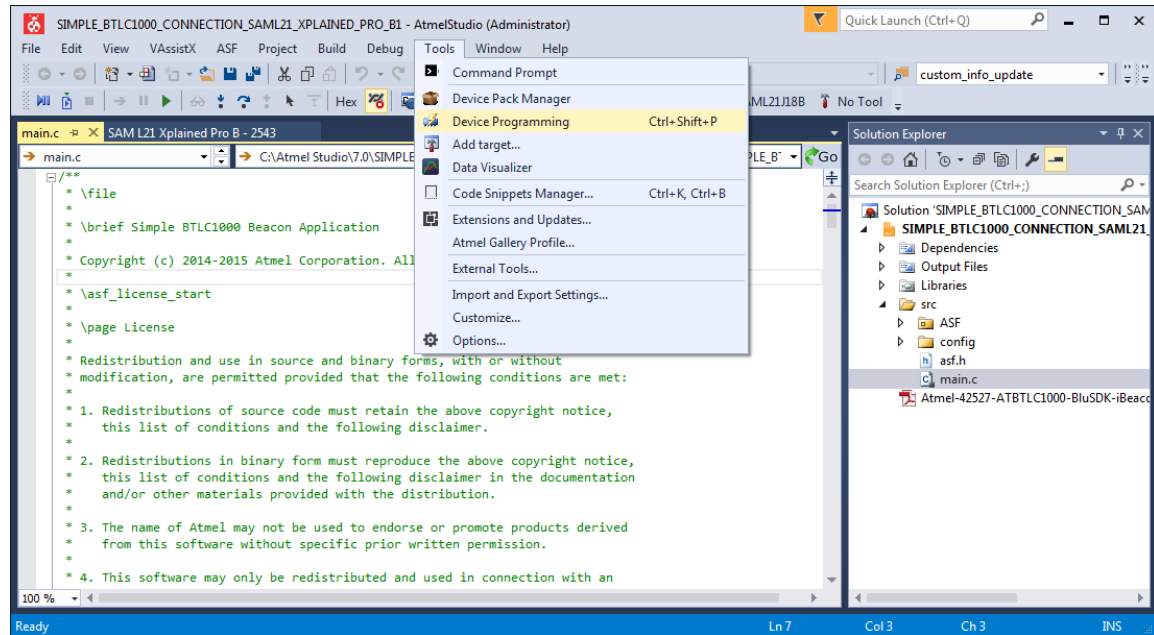 SIMPLE_BTLC1000_CONNECTION_SAML21_XPLAINED_PRO_B1 - AtmelStudio (Administrator)
Quick Launch (Ctrl+Q)
File Edit View VAssistX ASF Project Build Debug Tools Window Help
custom_info_update
Hex
ML21J18B
No Tool
Command Prompt
Device Pack Manager
Device Programming Ctrl+Shift+P
Add target...
Data Visualizer
Code Snippets Manager... Ctrl+K, Ctrl+B
Extensions and Updates...
Atmel Gallery Profile...
External Tools...
Import and Export Settings...
Customize...
Options...
main.c SAM L21 Xplained Pro B - 2543
main.c C:\Atmel Studio\7.0\SIMPLE
PLE_B Go
/**
* \file
*
* \brief Simple BTLC1000 Beacon Application
*
* Copyright (c) 2014-2015 Atmel Corporation. All
*
* \asf_license_start
*
* \page License
*
* Redistribution and use in source and binary forms, with or without
* modification, are permitted provided that the following conditions are met:
*
* 1. Redistributions of source code must retain the above copyright notice,
* this list of conditions and the following disclaimer.
*
* 2. Redistributions in binary form must reproduce the above copyright notice,
* this list of conditions and the following disclaimer in the documentation
* and/or other materials provided with the distribution.
*
* 3. The name of Atmel may not be used to endorse or promote products derived
* from this software without specific prior written permission.
*
* 4. This software may only be redistributed and used in connection with an
100 %
Solution Explorer
Search Solution Explorer (Ctrl+;)
Solution 'SIMPLE_BTLC1000_CONNECTION_SAM
SIMPLE_BTLC1000_CONNECTION_SAML21_
Dependencies
Output Files
Libraries
src
ASF
config
asf.h
main.c
Atmel-42527-ATBTLC1000-BluSDK-iBeaco
Ready Ln 7 Col 3 Ch 3 INS